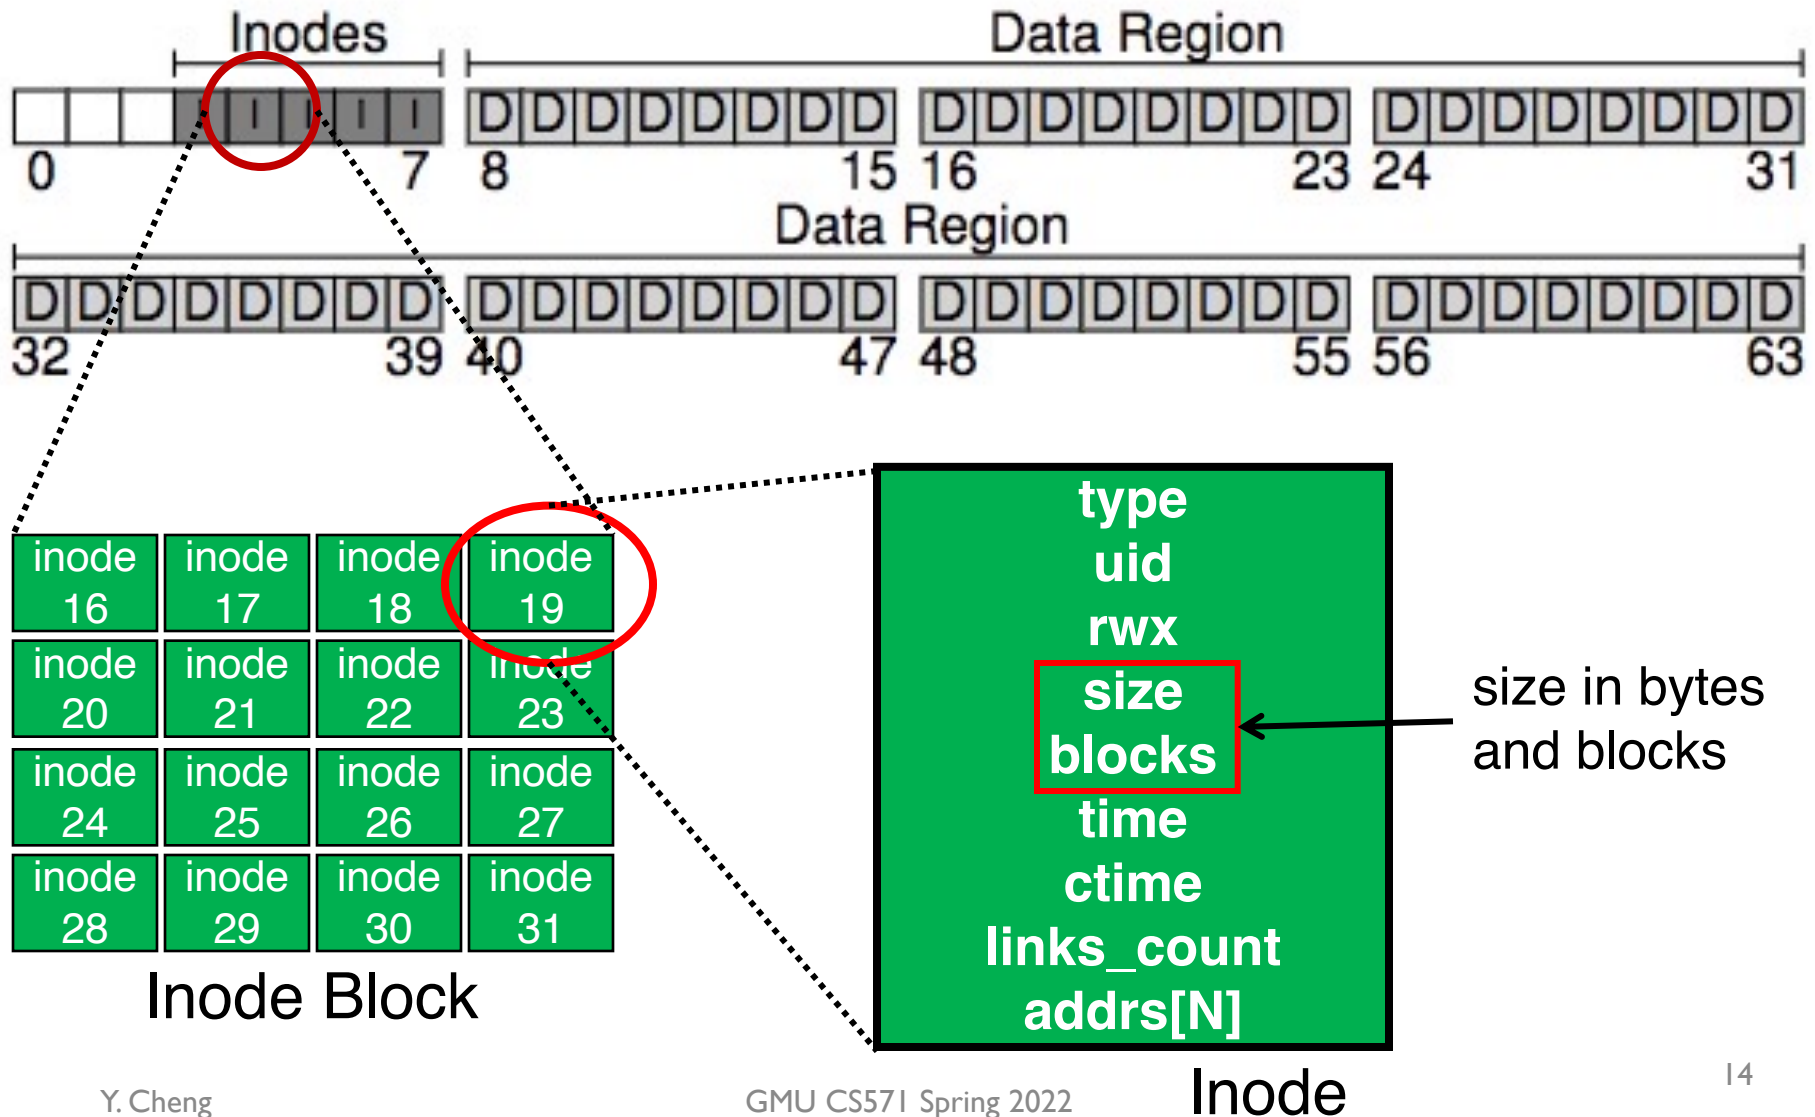 Inodes Data Region
I I I I I D D D D D D D D D D D D D D D D D D D D D D D D
0 7 8 15 16 23 24 31
Data Region
D D D D D D D D D D D D D D D D D D D D D D D D D D D D D D D D
32 39 40 47 48 55 56 63
inode 16
inode 17
inode 18
inode 19
inode 20
inode 21
inode 22
inode 23
inode 24
inode 25
inode 26
inode 27
inode 28
inode 29
inode 30
inode 31
Inode Block
type
uid
rwx
size
blocks
time
ctime
links_count
addrs[N]
size in bytes
and blocks
Inode
Y. Cheng
GMU CS571 Spring 2022
14